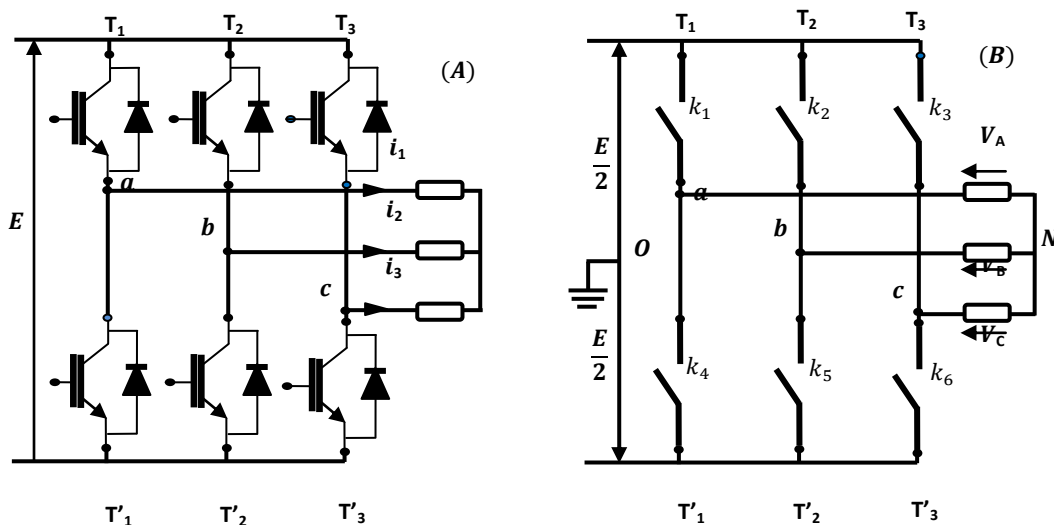 T1 T2 T3
(A)
i1
a
i2
E
b
i3
c
T'1 T'2 T'3
T1 T2 T3
(B)
k1 k2 k3
E/2
VA
a
O
b
N
VB
c
E/2
VC
k4 k5 k6
T'1 T'2 T'3